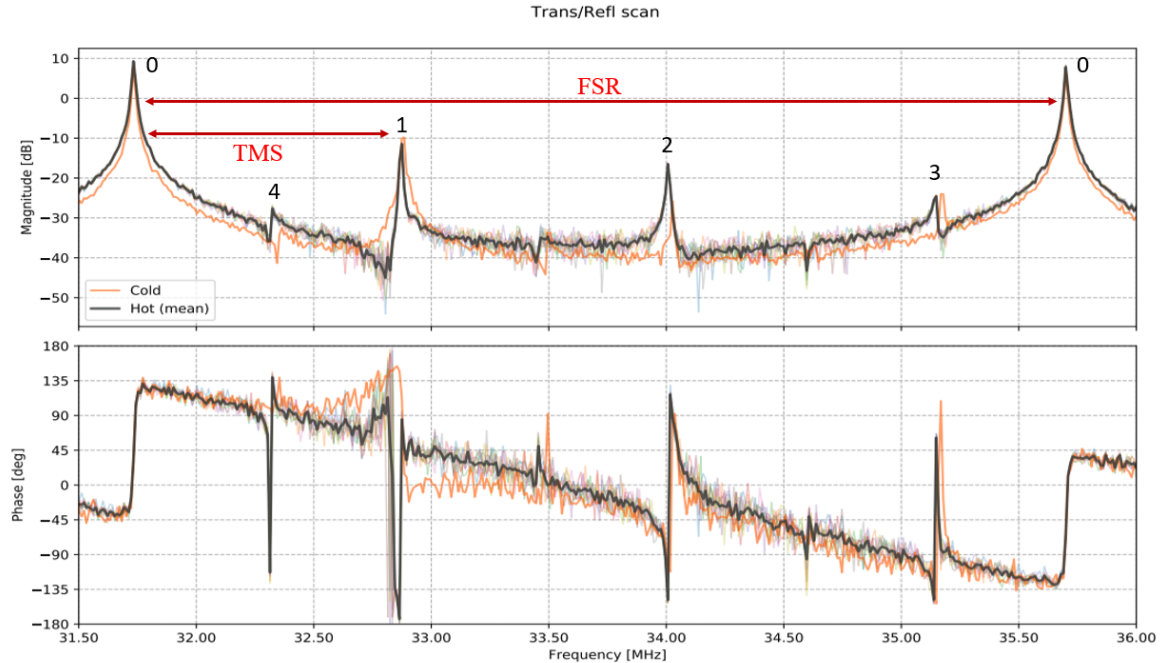 Trans/Refl scan
10
0
−10
−20
−30
−40
−50
Magnitude [dB]
0
FSR
0
TMS
1
2
3
4
Cold
Hot (mean)
180
135
90
45
0
−45
−90
−135
−180
Phase [deg]
31.50 32.00 32.50 33.00 33.50 34.00 34.50 35.00 35.50 36.00
Frequency [MHz]